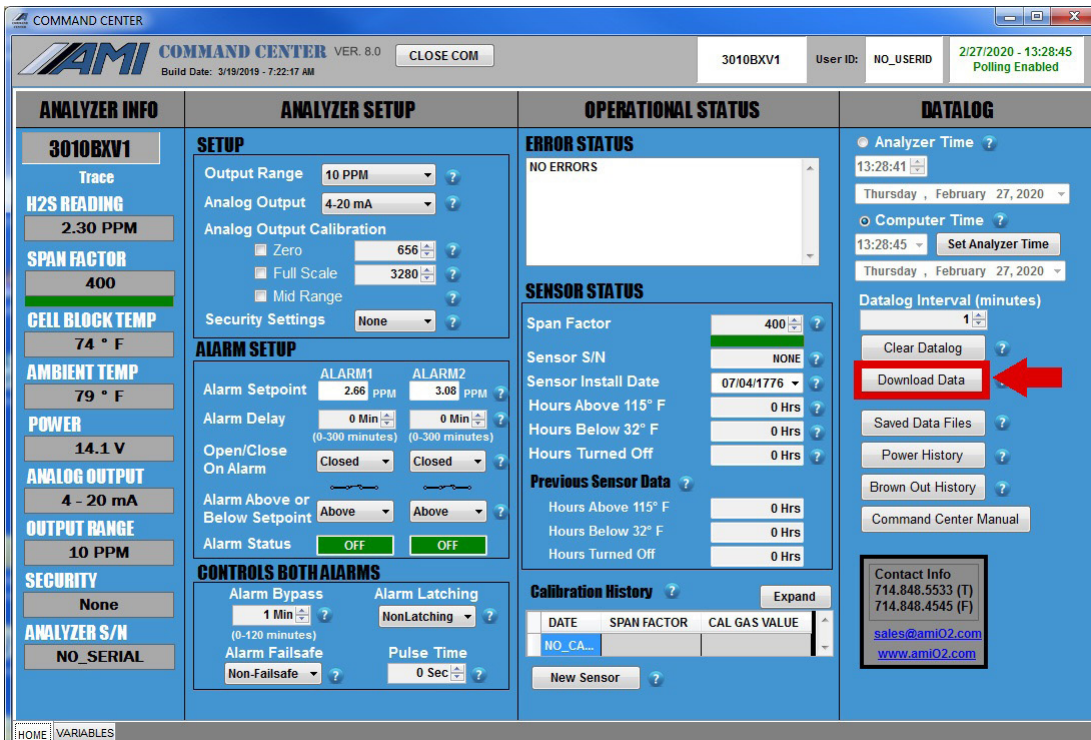 COMMAND CENTER
AMI
COMMAND CENTER VER. 8.0
Build Date: 3/19/2019 - 7:22:17 AM
CLOSE COM
3010BXV1
User ID:
NO_USERID
2/27/2020 - 13:28:45
Polling Enabled
ANALYZER INFO
3010BXV1
Trace
H2S READING
2.30 PPM
SPAN FACTOR
400
CELL BLOCK TEMP
74 ° F
AMBIENT TEMP
79 ° F
POWER
14.1 V
ANALOG OUTPUT
4 - 20 mA
OUTPUT RANGE
10 PPM
SECURITY
None
ANALYZER S/N
NO_SERIAL
ANALYZER SETUP
SETUP
Output Range 10 PPM ?
Analog Output 4-20 mA ?
Analog Output Calibration
Zero 656 ?
Full Scale 3280 ?
Mid Range ?
Security Settings None ?
ALARM SETUP
ALARM1 ALARM2
Alarm Setpoint 2.66 PPM 3.08 PPM ?
Alarm Delay 0 Min 0 Min ?
(0-300 minutes) (0-300 minutes)
Open/Close
On Alarm Closed Closed ?
Alarm Above or
Below Setpoint Above Above ?
Alarm Status OFF OFF
CONTROLS BOTH ALARMS
Alarm Bypass Alarm Latching
1 Min ? NonLatching ?
(0-120 minutes)
Alarm Failsafe Pulse Time
Non-Failsafe ? 0 Sec ?
OPERATIONAL STATUS
ERROR STATUS
NO ERRORS
SENSOR STATUS
Span Factor 400 ?
Sensor S/N NONE ?
Sensor Install Date 07/04/1776 ?
Hours Above 115° F 0 Hrs ?
Hours Below 32° F 0 Hrs ?
Hours Turned Off 0 Hrs ?
Previous Sensor Data ?
Hours Above 115° F 0 Hrs
Hours Below 32° F 0 Hrs
Hours Turned Off 0 Hrs
Calibration History ? Expand
DATE SPAN FACTOR CAL GAS VALUE
NO_CA...
New Sensor ?
DATALOG
Analyzer Time ?
13:28:41
Thursday , February 27, 2020
Computer Time ?
13:28:45 Set Analyzer Time
Thursday , February 27, 2020
Datalog Interval (minutes)
1
Clear Datalog ?
Download Data
Saved Data Files ?
Power History ?
Brown Out History ?
Command Center Manual
Contact Info
714.848.5533 (T)
714.848.4545 (F)
sales@amiO2.com
www.amiO2.com
HOME VARIABLES